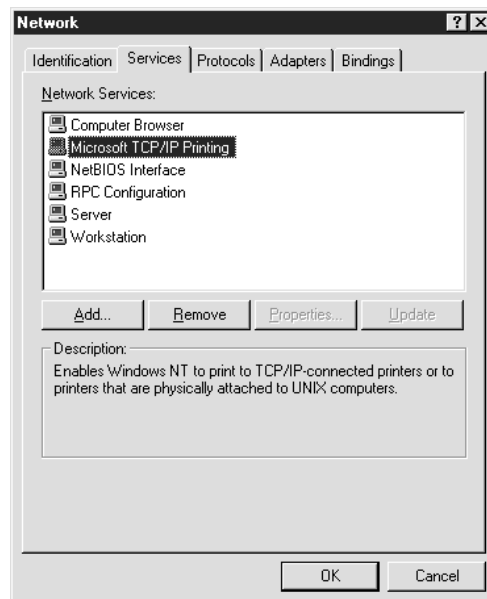 Network
Identification Services Protocols Adapters Bindings
Network Services:
Computer Browser
Microsoft TCP/IP Printing
NetBIOS Interface
RPC Configuration
Server
Workstation
Add... Remove Properties... Update
Description:
Enables Windows NT to print to TCP/IP-connected printers or to
printers that are physically attached to UNIX computers.
OK Cancel